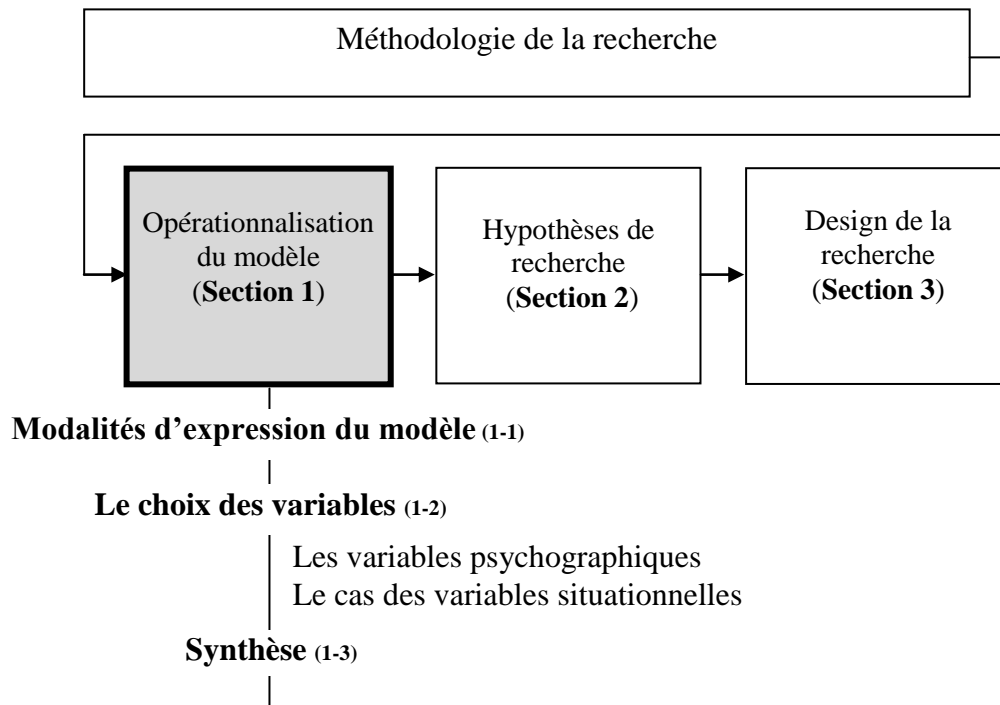 Méthodologie de la recherche
Opérationnalisation
du modèle
(Section 1)
Hypothèses de
recherche
(Section 2)
Design de la
recherche
(Section 3)
Modalités d’expression du modèle (1-1)
Le choix des variables (1-2)
Les variables psychographiques
Le cas des variables situationnelles
Synthèse (1-3)